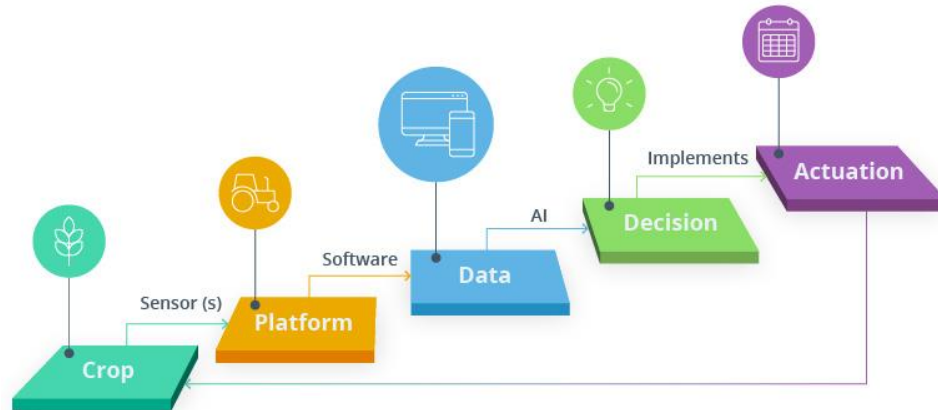 Crop
Sensor (s)
Platform
Software
Data
AI
Decision
Implements
Actuation